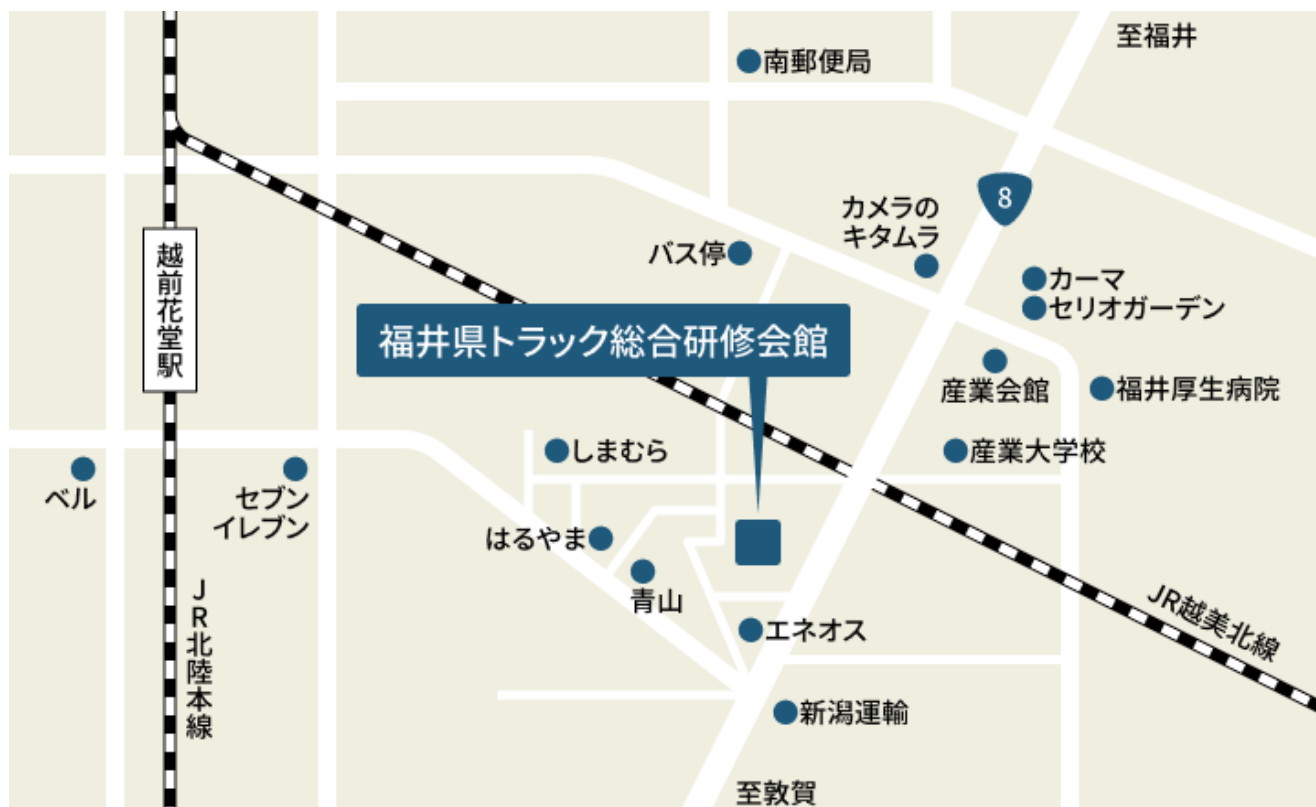 至福井
南郵便局
8
カメラの
キタムラ
バス停
カーマ
セリオガーデン
越前花堂駅
福井県トラック総合研修会館
産業会館
福井厚生病院
しまむら
産業大学校
ベル
セブン
イレブン
はるやま
青山
JR北陸本線
エネオス
JR越美北線
新潟運輸
至敦賀